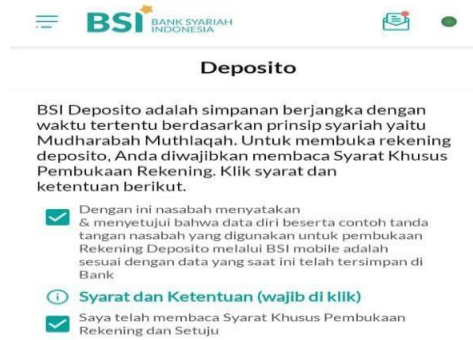 BSI BANK SYARIAH
INDONESIA
Deposito
BSI Deposito adalah simpanan berjangka dengan
waktu tertentu berdasarkan prinsip syariah yaitu
Mudharabah Muthlaqah. Untuk membuka rekening
deposito, Anda diwajibkan membaca Syarat Khusus
Pembukaan Rekening. Klik syarat dan
ketentuan berikut.
Dengan ini nasabah menyatakan
& menyetujui bahwa data diri beserta contoh tanda
tangan nasabah yang digunakan untuk pembukaan
Rekening Deposito melalui BSI mobile adalah
sesuai dengan data yang saat ini telah tersimpan di
Bank
Syarat dan Ketentuan (wajib di klik)
Saya telah membaca Syarat Khusus Pembukaan
Rekening dan Setuju